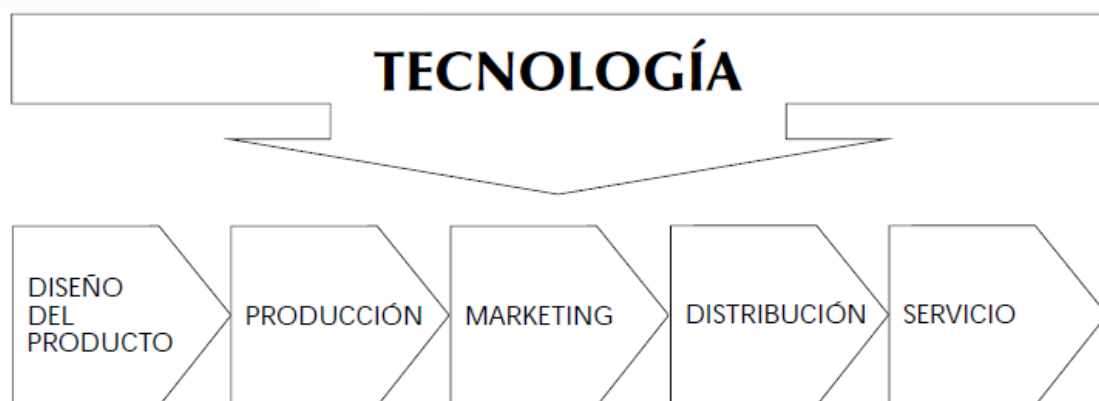 TECNOLOGÍA
DISEÑO
DEL
PRODUCTO
PRODUCCIÓN
MARKETING
DISTRIBUCIÓN
SERVICIO